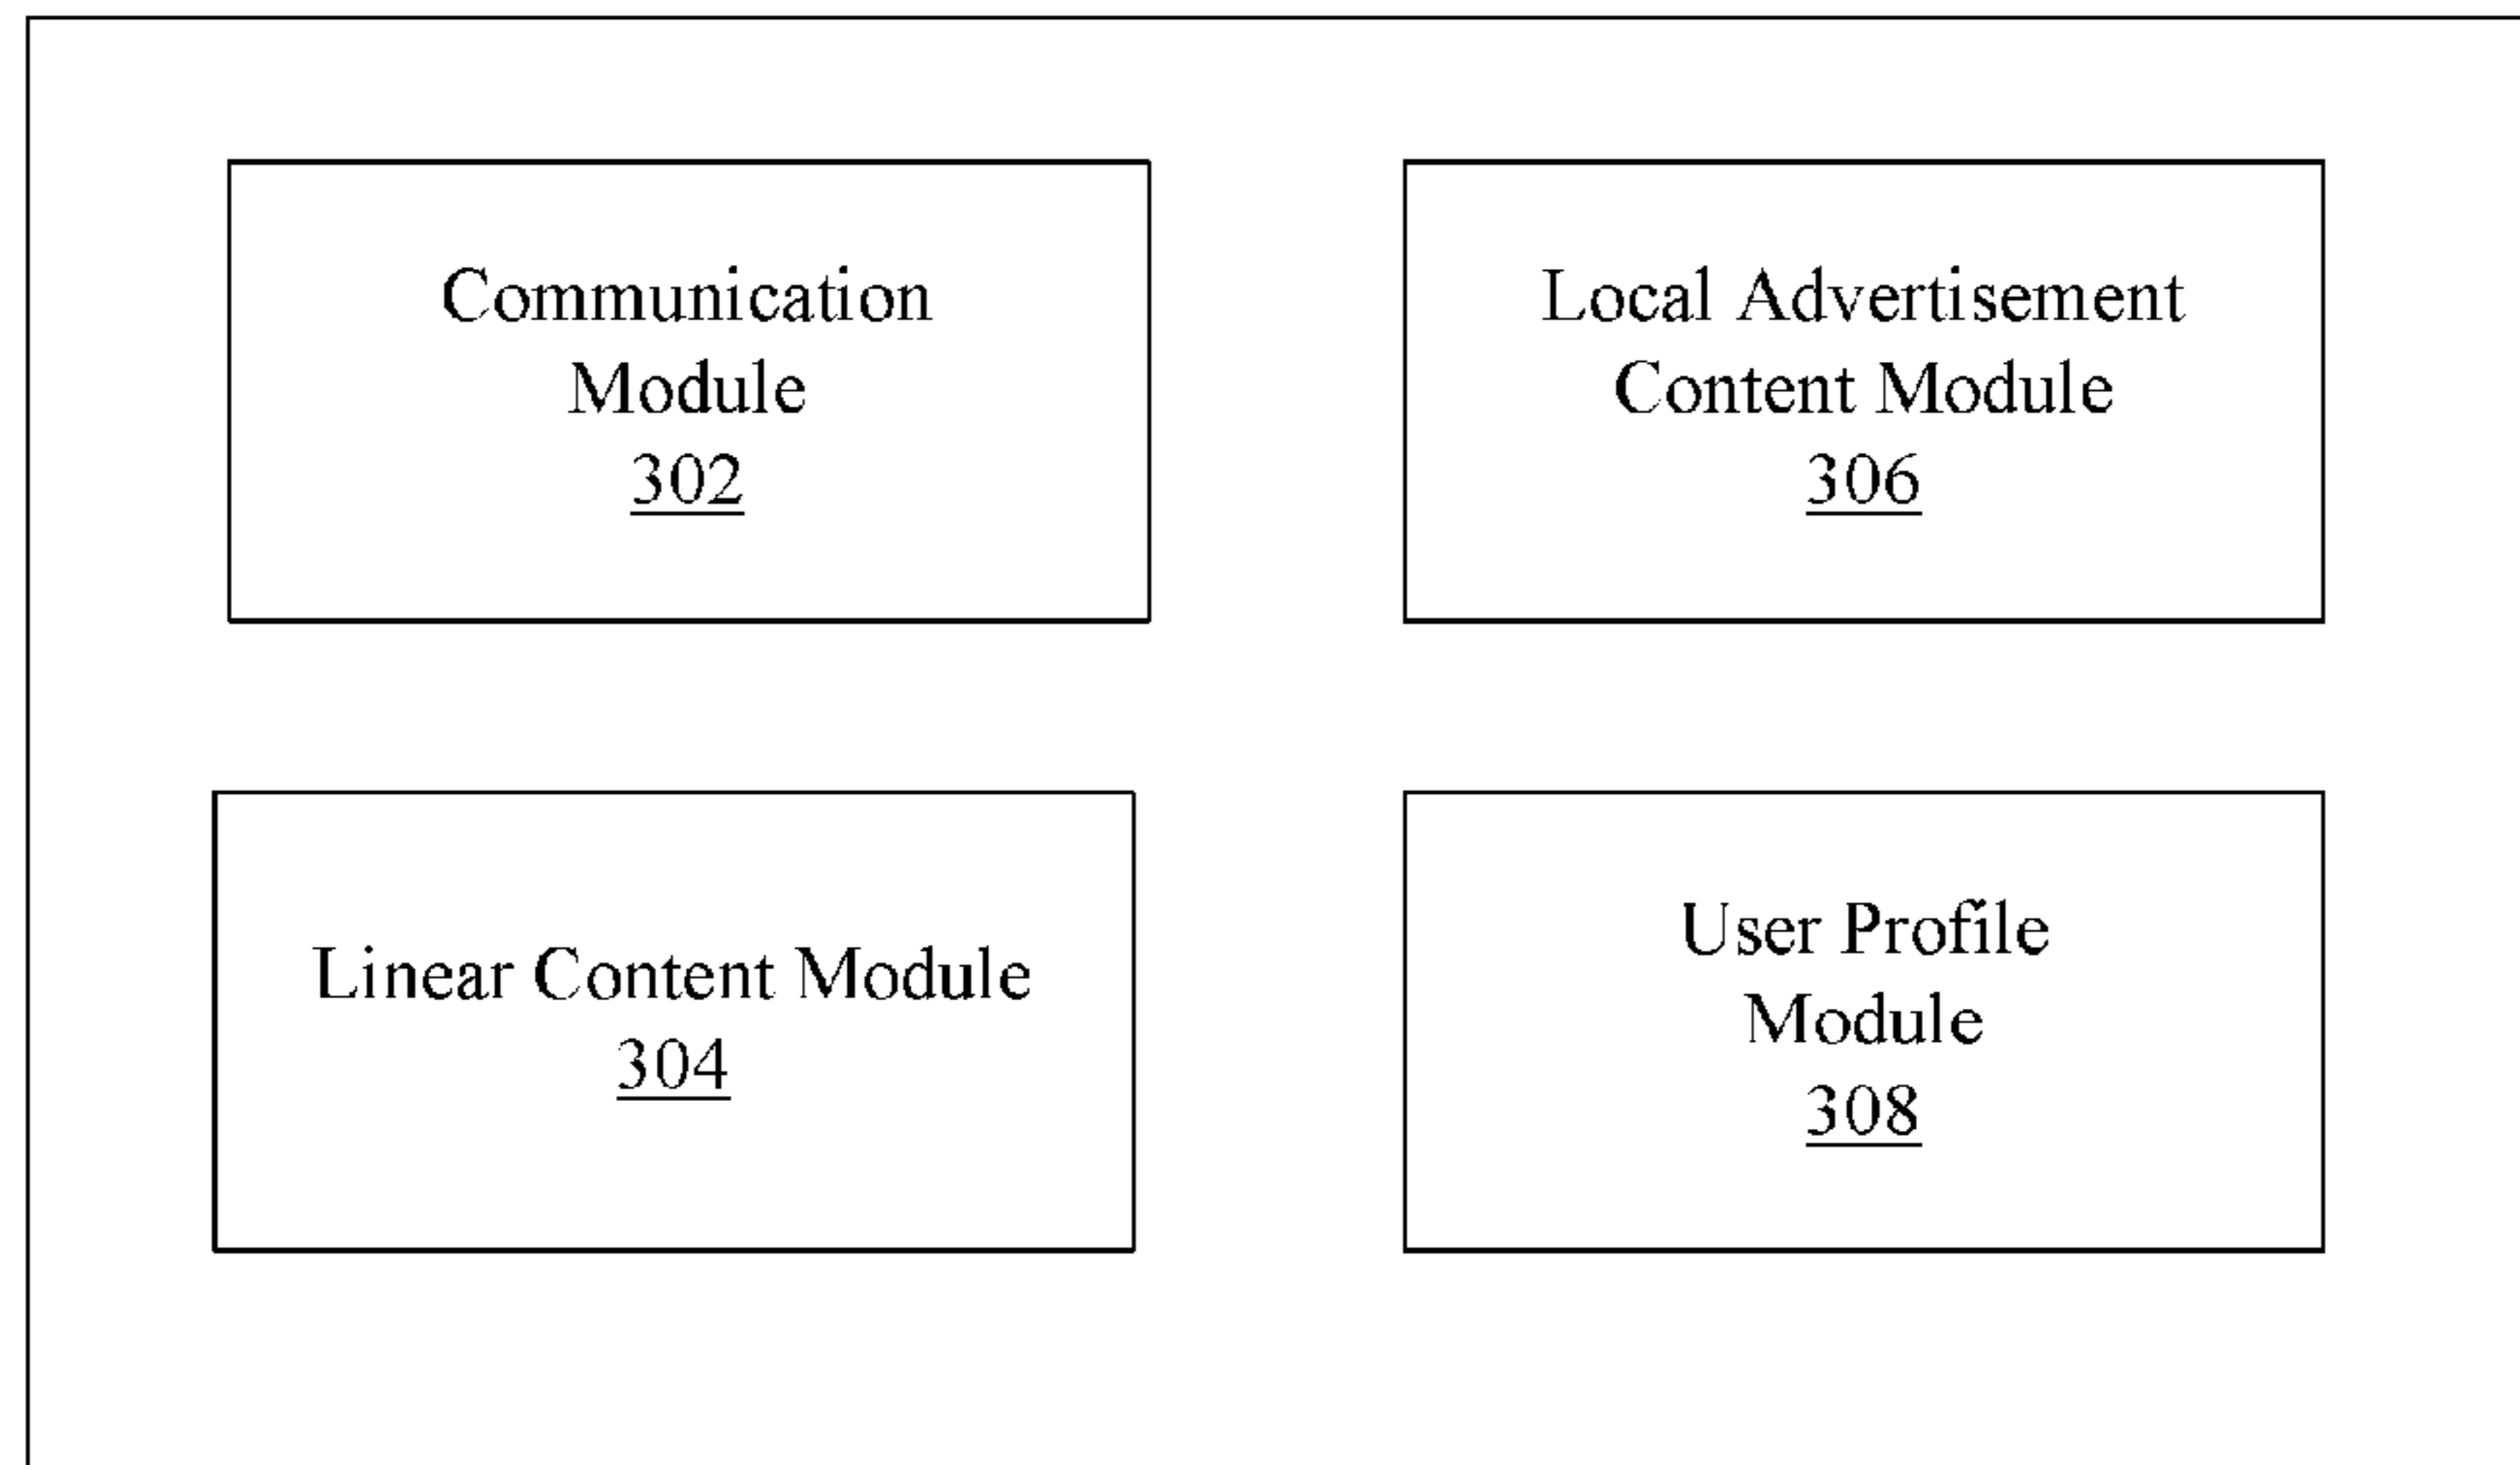 Communication
Module
302
Local Advertisement
Content Module
306
Linear Content Module
304
User Profile
Module
308